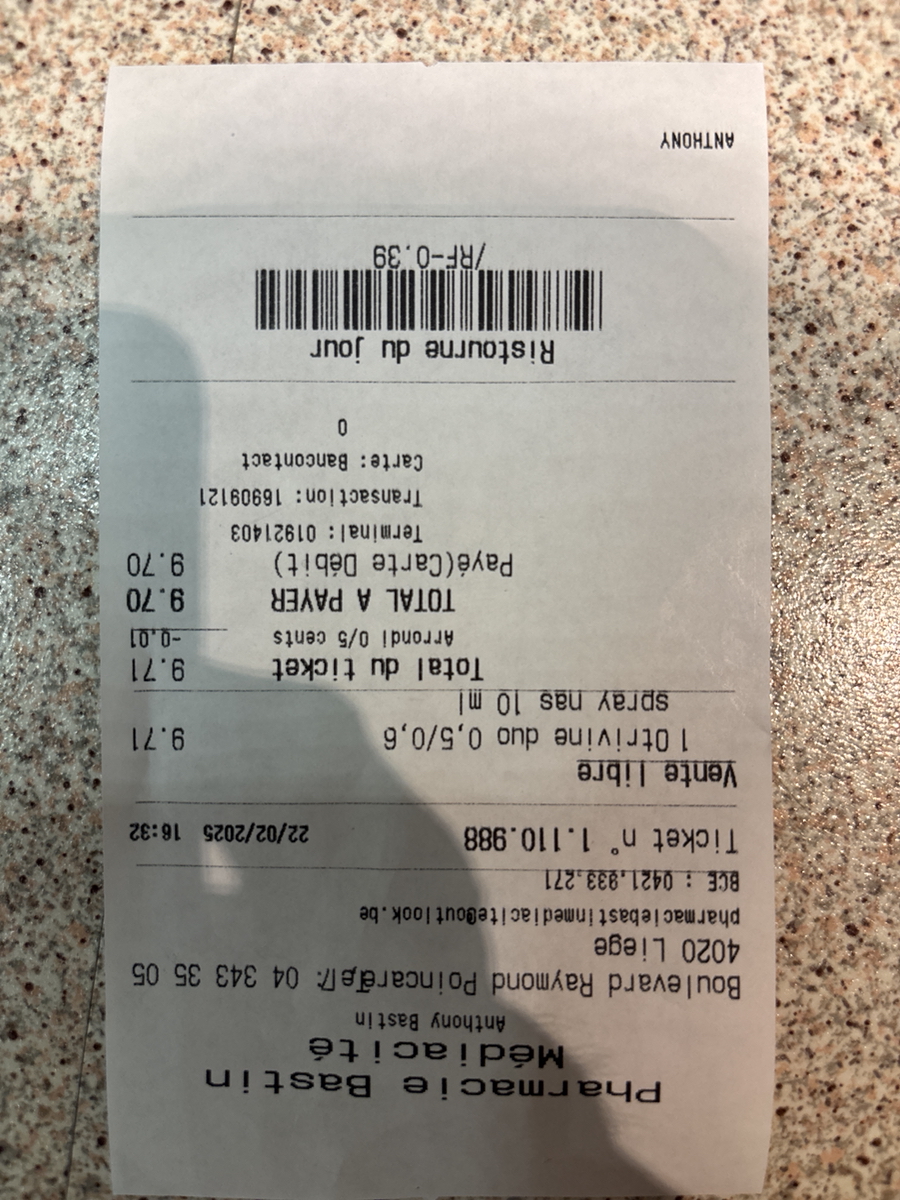 Pharmacie Bastin
Médiacité
Anthony Bastin
Boulevard Raymond Poincaré, 7 04 343 35 05
4020 Liege
pharmaciebastinmediacite@outlook.be
BCE : 0421.933.271
Ticket n° 1.110.988 22/02/2025 16:32
Vente libre
1 Otrivine duo 0,5/0,6 9.71
spray nas 10 ml
Total du ticket 9.71
Arrondi 0/5 cents -0.01
TOTAL A PAYER 9.70
Payé(Carte Débit) 9.70
Terminal: 01921403
Transaction: 16909121
Carte: Bancontact
0
Ristourne du jour
/RF-0.39
ANTHONY